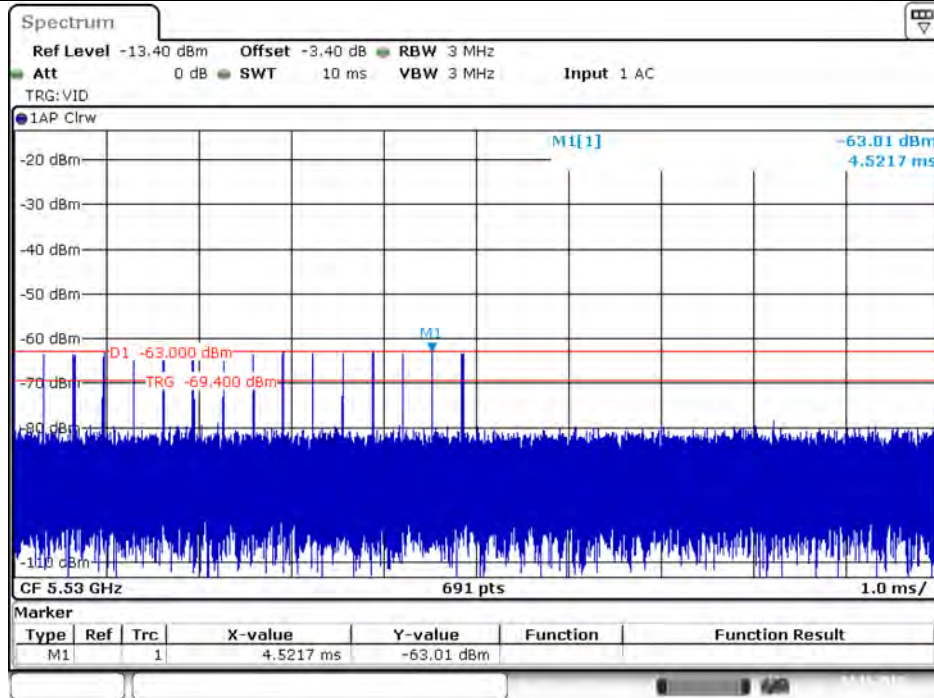 Spectrum
Ref Level -13.40 dBm Offset -3.40 dB RBW 3 MHz
Att 0 dB SWT 10 ms VBW 3 MHz Input 1 AC
TRG:VID
1AP Clrw
M1[1] -63.01 dBm
4.5217 ms
-20 dBm
-30 dBm
-40 dBm
-50 dBm
-60 dBm
M1
D1 -63.000 dBm
-70 dBm
TRG -69.400 dBm
-80 dBm
-110 dBm
CF 5.53 GHz 691 pts 1.0 ms/
Marker
Type Ref Trc X-value Y-value Function Function Result
M1 1 4.5217 ms -63.01 dBm